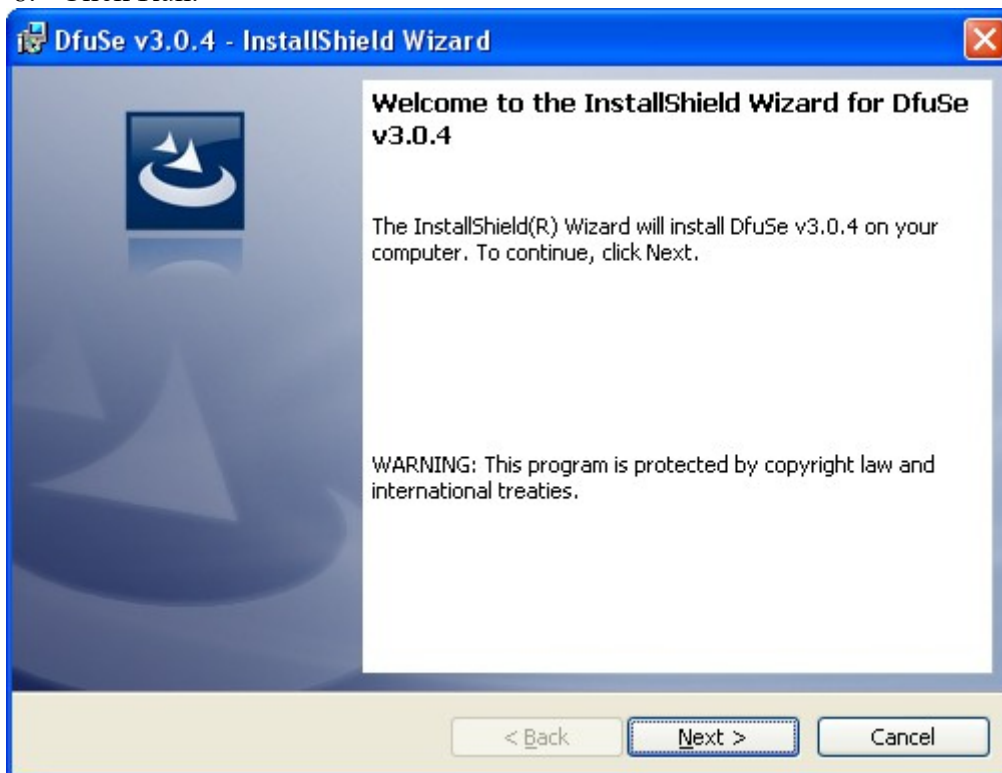 DfuSe v3.0.4 - InstallShield Wizard
Welcome to the InstallShield Wizard for DfuSe
v3.0.4
The InstallShield(R) Wizard will install DfuSe v3.0.4 on your
computer. To continue, click Next.
WARNING: This program is protected by copyright law and
international treaties.
< Back Next > Cancel